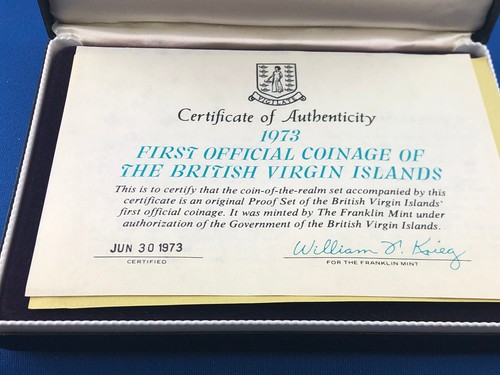 VIGILATE
Certificate of Authenticity
1973
FIRST OFFICIAL COINAGE OF
THE BRITISH VIRGIN ISLANDS
This is to certify that the coin-of-the-realm set accompanied by this
certificate is an original Proof Set of the British Virgin Islands'
first official coinage. It was minted by The Franklin Mint under
authorization of the Government of the British Virgin Islands.
JUN 30 1973
William T. Krieg
CERTIFIED
FOR THE FRANKLIN MINT